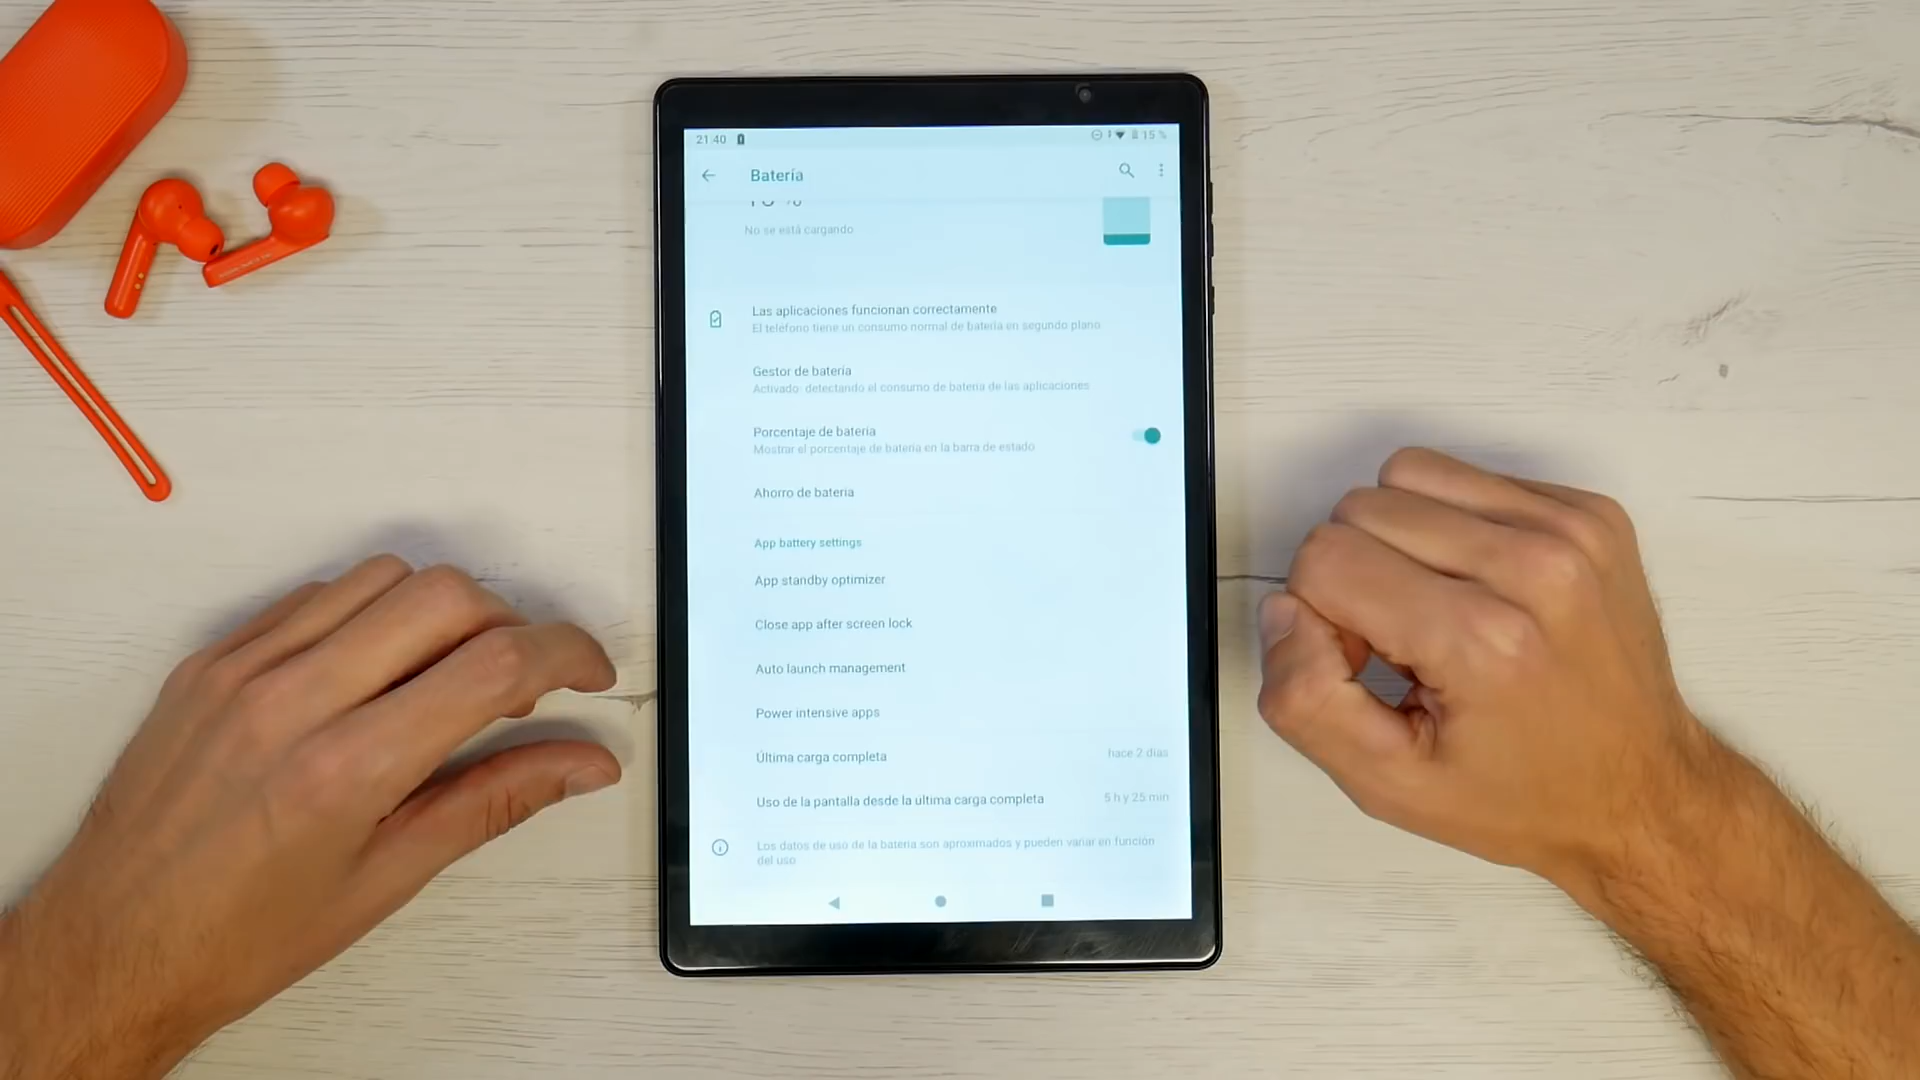 21:40 15 %
Batería
No se está cargando
Las aplicaciones funcionan correctamente
El teléfono tiene un consumo normal de batería en segundo plano
Gestor de batería
Activado: detectando el consumo de batería de las aplicaciones
Porcentaje de batería
Mostrar el porcentaje de batería en la barra de estado
Ahorro de batería
App battery settings
App standby optimizer
Close app after screen lock
Auto launch management
Power intensive apps
Última carga completa hace 2 días
Uso de la pantalla desde la última carga completa 5 h y 25 min
Los datos de uso de la batería son aproximados y pueden variar en función
del uso